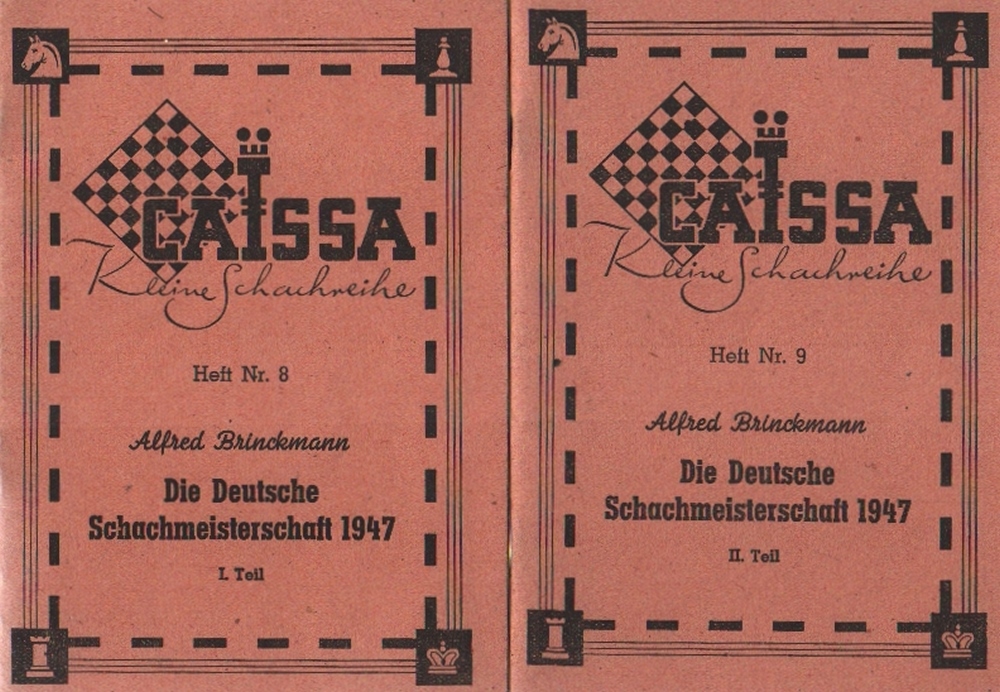 CAISSA
Kleine Schachreihe
Heft Nr. 8
Alfred Brinckmann
Die Deutsche
Schachmeisterschaft 1947
I. Teil
CAISSA
Kleine Schachreihe
Heft Nr. 9
Alfred Brinckmann
Die Deutsche
Schachmeisterschaft 1947
II. Teil